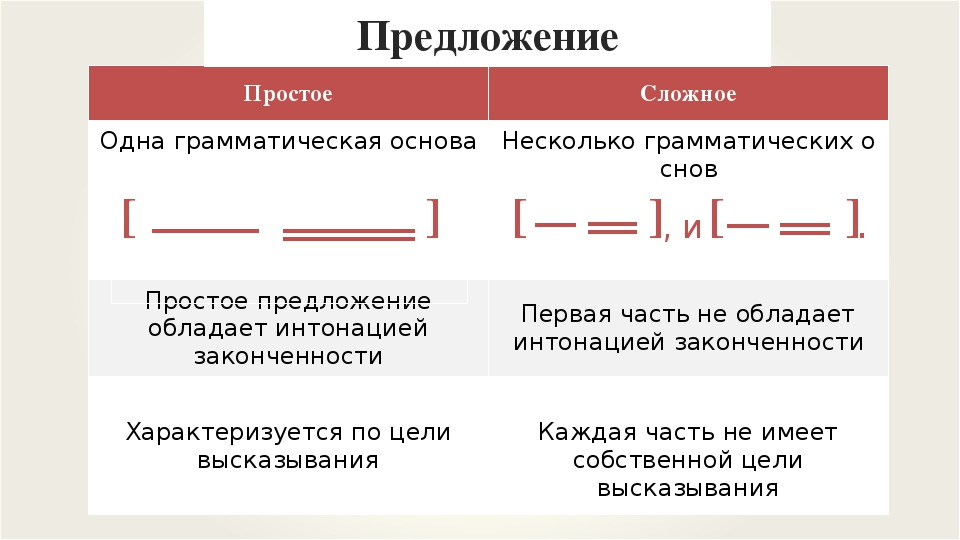 Предложение
Простое
Сложное
Одна грамматическая основа
Несколько грамматических о
снов
[ ]
[ ], и [ ].
Простое предложение
обладает интонацией
законченности
Первая часть не обладает
интонацией законченности
Характеризуется по цели
высказывания
Каждая часть не имеет
собственной цели
высказывания